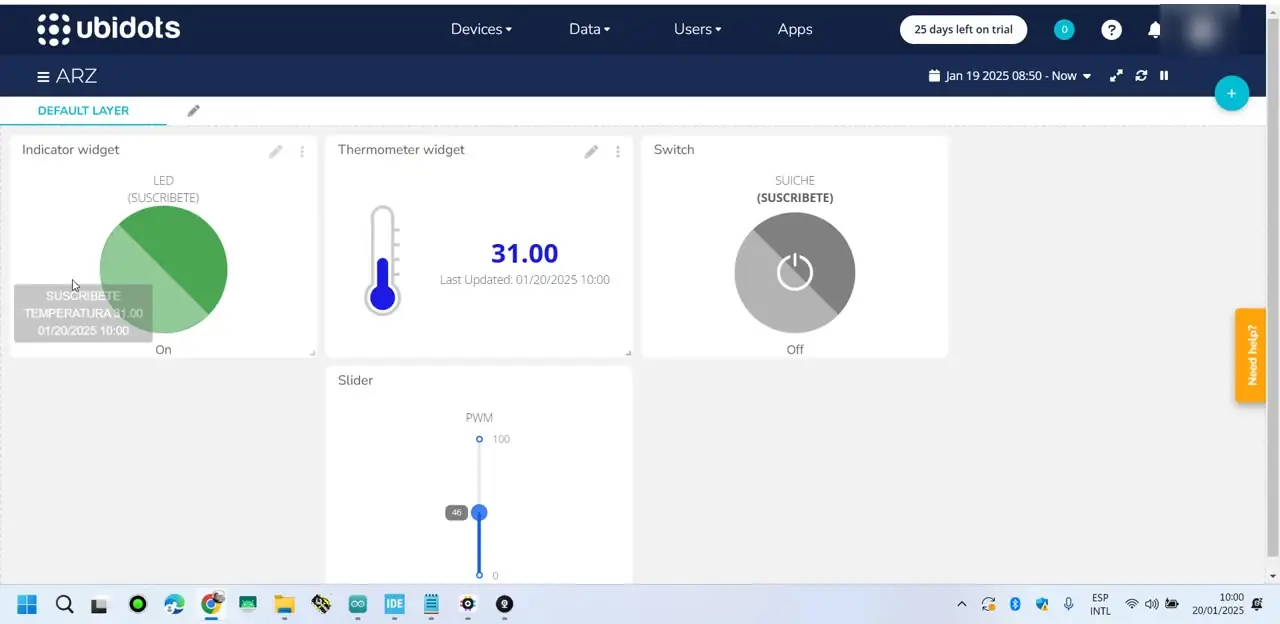 ubidots
Devices
Data
Users
Apps
25 days left on trial
0
?
ARZ
Jan 19 2025 08:50 - Now
DEFAULT LAYER
+
Indicator widget
LED
(SUSCRIBETE)
SUSCRIBETE
TEMPERATURA 31.00
01/20/2025 10:00
On
Thermometer widget
31.00
Last Updated: 01/20/2025 10:00
Switch
SUICHE
(SUSCRIBETE)
Off
Need help?
Slider
PWM
100
46
0
IDE
ESP
INTL
10:00
20/01/2025